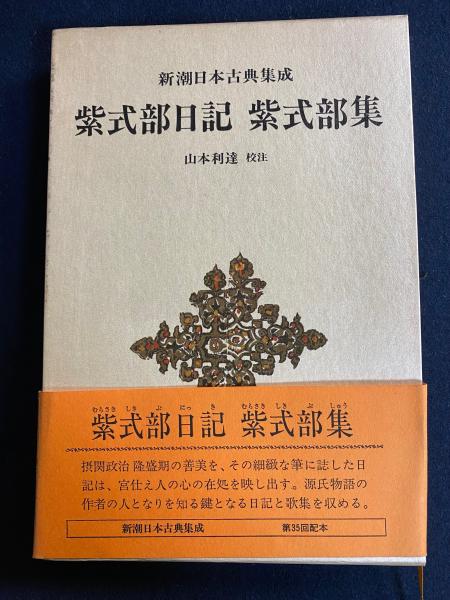 新潮日本古典集成
紫式部日記 紫式部集
山本利達 校注
むらさき しき ぶ にっ き むらさき しき ぶ しゅう
紫式部日記 紫式部集
摂関政治 隆盛期の善美を、その細緻な筆に誌した日
記は、宮仕え人の心の在処を映し出す。源氏物語の
作者の人となりを知る鍵となる日記と歌集を収める。
新潮日本古典集成 第35回配本